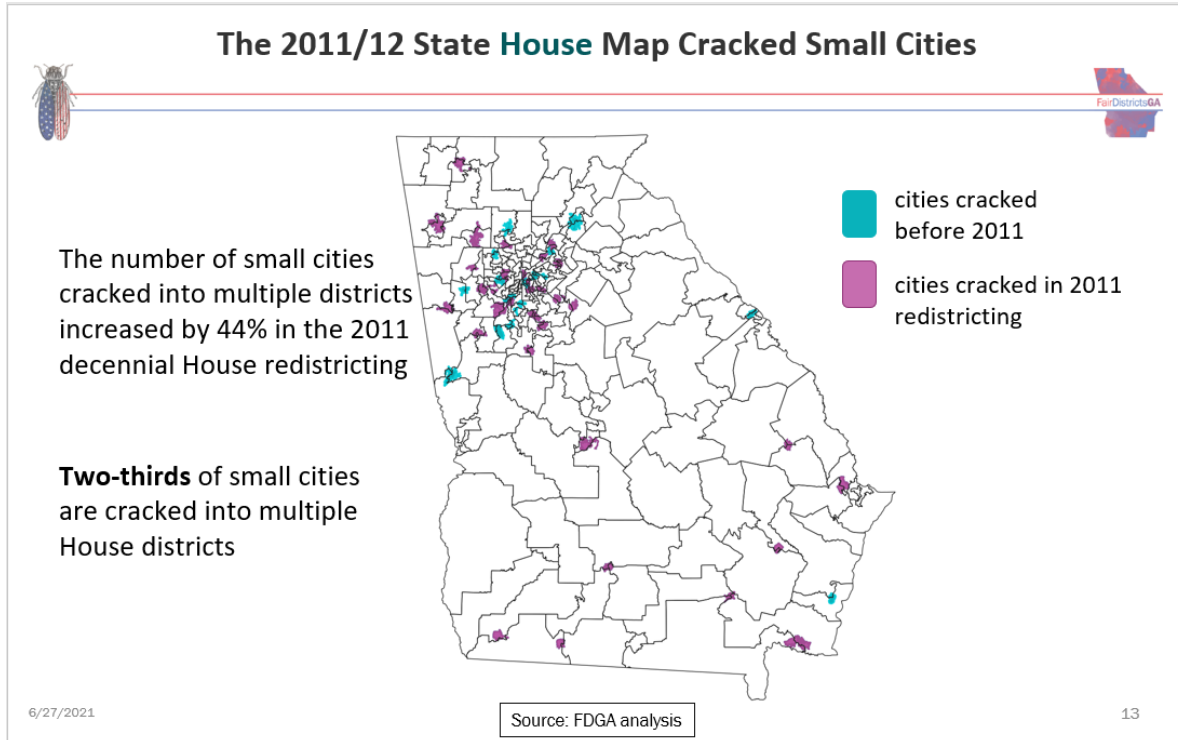 The 2011/12 State House Map Cracked Small Cities
FairDistrictsGA
The number of small cities
cracked into multiple districts
increased by 44% in the 2011
decennial House redistricting
Two-thirds of small cities
are cracked into multiple
House districts
cities cracked
before 2011
cities cracked in 2011
redistricting
6/27/2021
Source: FDGA analysis
13